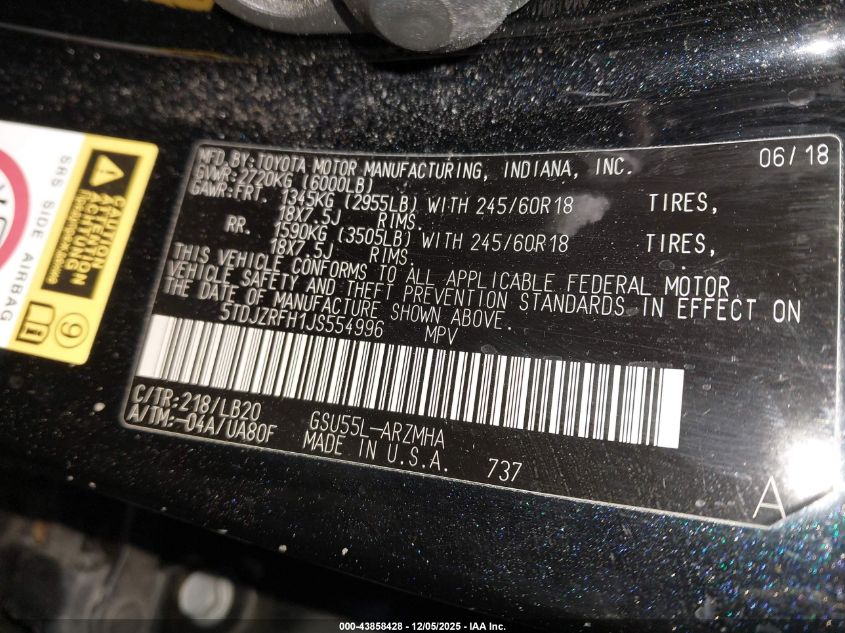 MFD. BY: TOYOTA MOTOR MANUFACTURING, INDIANA, INC. 06/18
GVWR: 2720KG (6000LB)
GAWR: FRT. 1345KG (2955LB) WITH 245/60R18 TIRES,
18X7.5J RIMS.
RR. 1590KG (3505LB) WITH 245/60R18 TIRES,
18X7.5J RIMS.
THIS VEHICLE CONFORMS TO ALL APPLICABLE FEDERAL MOTOR
VEHICLE SAFETY AND THEFT PREVENTION STANDARDS IN EFFECT ON
THE DATE OF MANUFACTURE SHOWN ABOVE.
5TDJZRFH1JS554996 MPV
C/TR: 218/LB20 GSU55L-ARZMHA
A/TM: -04A/UA80F MADE IN U.S.A. 737
A
SRS SIDE AIRBAG
CAUTION
ATTENTION
ACHTUNG
000-43858428 - 12/05/2025 - IAA Inc.